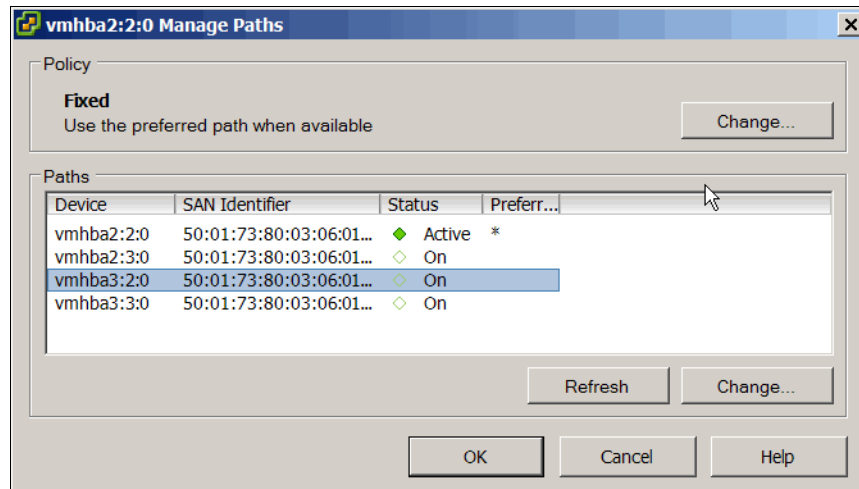 vmhba2:2:0 Manage Paths
Policy
Fixed
Use the preferred path when available
Change...
Paths
Device SAN Identifier Status Preferr...
vmhba2:2:0 50:01:73:80:03:06:01... Active *
vmhba2:3:0 50:01:73:80:03:06:01... On
vmhba3:2:0 50:01:73:80:03:06:01... On
vmhba3:3:0 50:01:73:80:03:06:01... On
Refresh Change...
OK Cancel Help